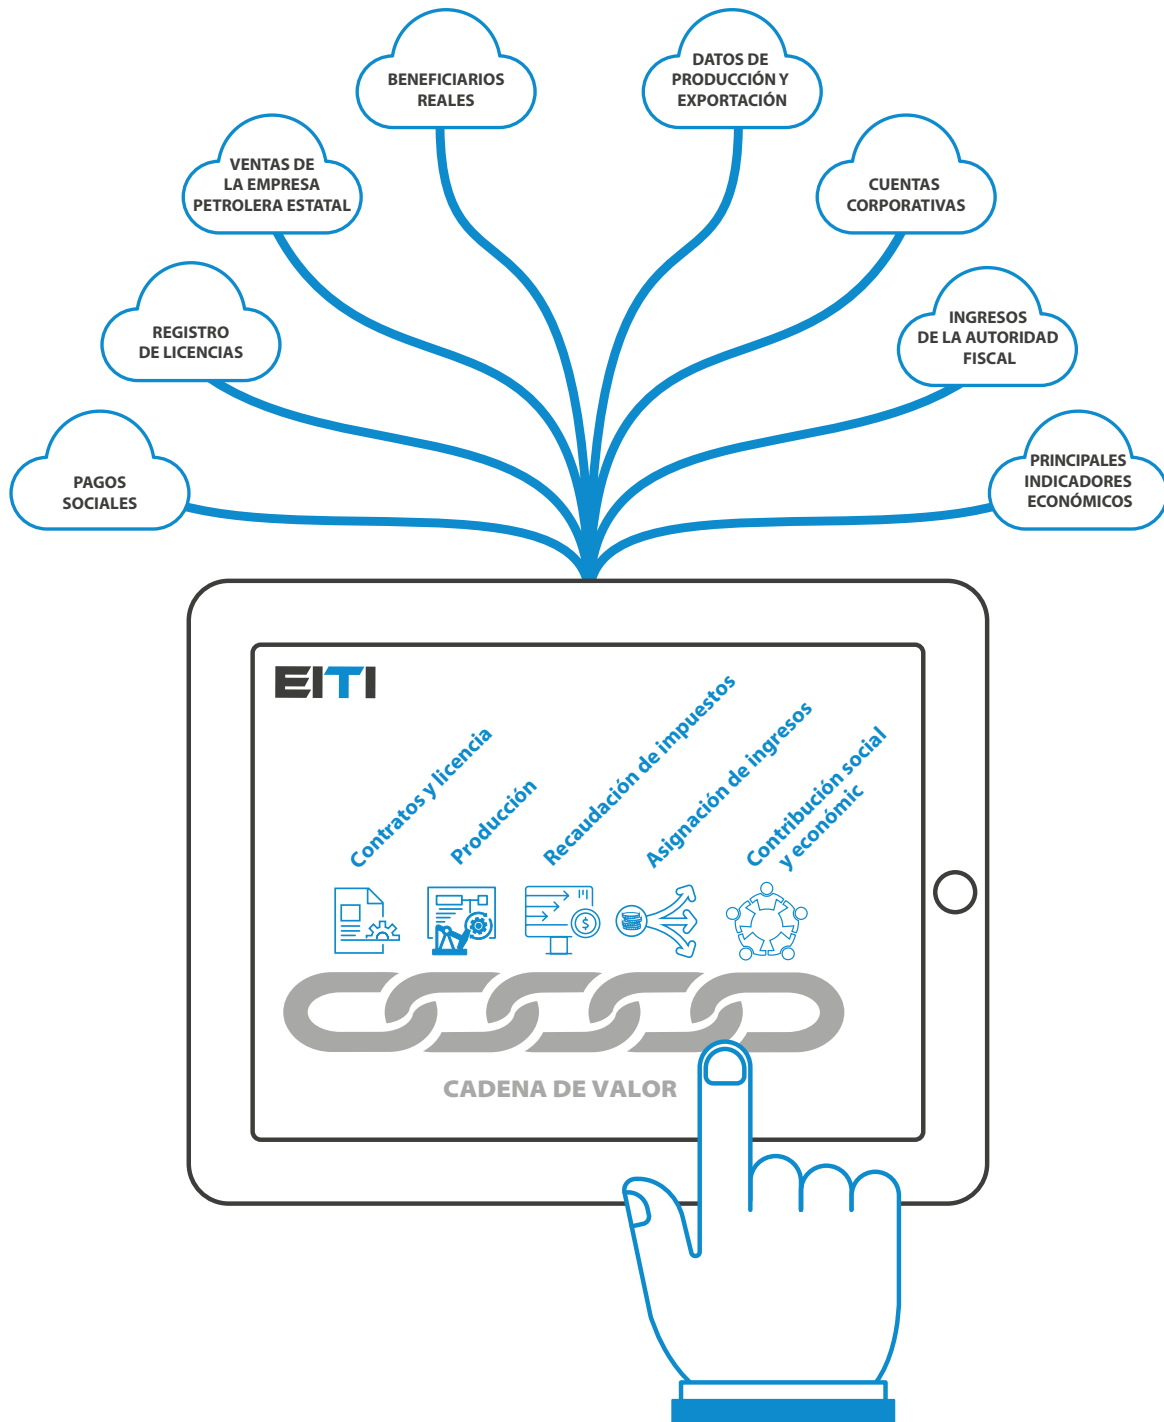 BENEFICIARIOS
REALES
DATOS DE
PRODUCCIÓN Y
EXPORTACIÓN
VENTAS DE
LA EMPRESA
PETROLERA ESTATAL
CUENTAS
CORPORATIVAS
REGISTRO
DE LICENCIAS
INGRESOS
DE LA AUTORIDAD
FISCAL
PAGOS
SOCIALES
PRINCIPALES
INDICADORES
ECONÓMICOS
EITI
Contratos y licencia
Producción
Recaudación de impuestos
Asignación de ingresos
Contribución social
y económic
$
CADENA DE VALOR